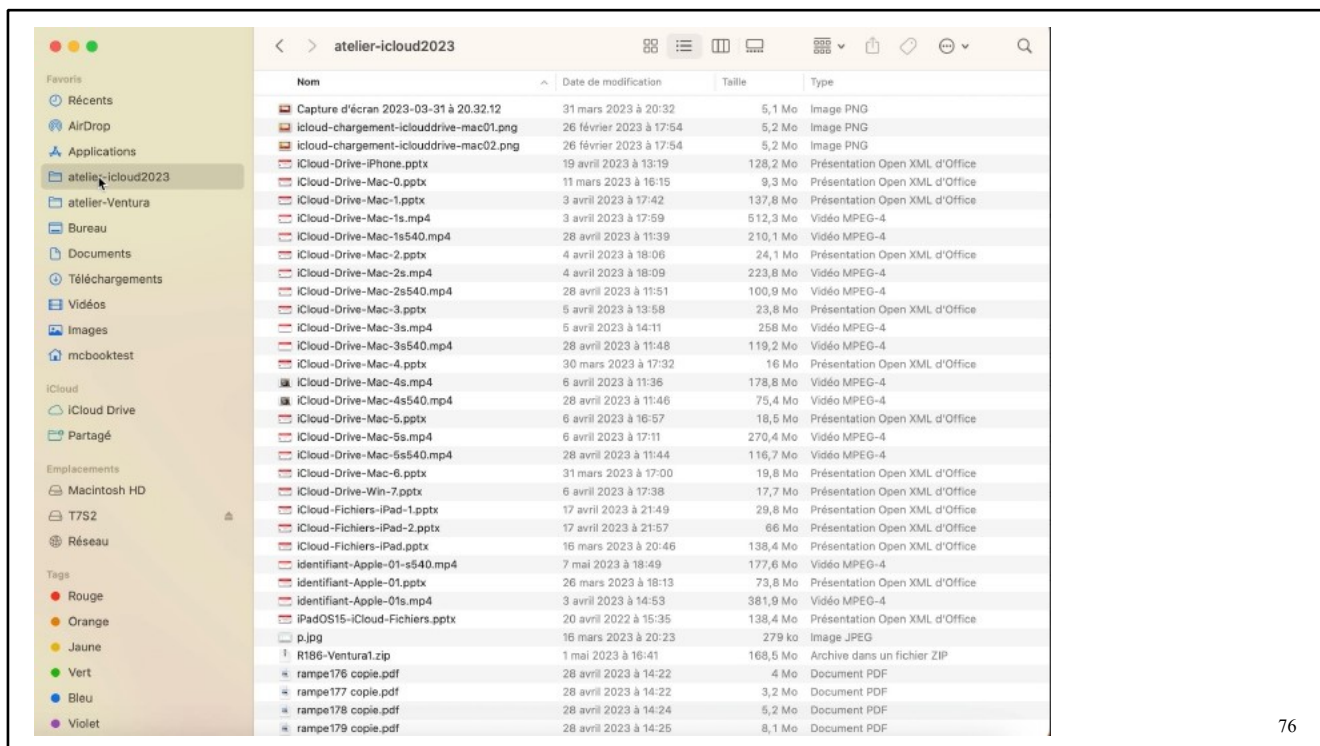 atelier-icloud2023
Favoris
Récents
AirDrop
Applications
atelier-icloud2023
atelier-Ventura
Bureau
Documents
Téléchargements
Vidéos
Images
mcbooktest
iCloud
iCloud Drive
Partagé
Emplacements
Macintosh HD
T7S2
Réseau
Tags
Rouge
Orange
Jaune
Vert
Bleu
Violet
Nom Date de modification Taille Type
Capture d'écran 2023-03-31 à 20.32.12 31 mars 2023 à 20:32 5,1 Mo Image PNG
icloud-chargement-iclouddrive-mac01.png 26 février 2023 à 17:54 5,2 Mo Image PNG
icloud-chargement-iclouddrive-mac02.png 26 février 2023 à 17:54 5,2 Mo Image PNG
iCloud-Drive-iPhone.pptx 19 avril 2023 à 13:19 128,2 Mo Présentation Open XML d'Office
iCloud-Drive-Mac-0.pptx 11 mars 2023 à 16:15 9,3 Mo Présentation Open XML d'Office
iCloud-Drive-Mac-1.pptx 3 avril 2023 à 17:42 137,8 Mo Présentation Open XML d'Office
iCloud-Drive-Mac-1s.mp4 3 avril 2023 à 17:59 512,3 Mo Vidéo MPEG-4
iCloud-Drive-Mac-1s540.mp4 28 avril 2023 à 11:39 210,1 Mo Vidéo MPEG-4
iCloud-Drive-Mac-2.pptx 4 avril 2023 à 18:06 24,1 Mo Présentation Open XML d'Office
iCloud-Drive-Mac-2s.mp4 4 avril 2023 à 18:09 223,8 Mo Vidéo MPEG-4
iCloud-Drive-Mac-2s540.mp4 28 avril 2023 à 11:51 100,9 Mo Vidéo MPEG-4
iCloud-Drive-Mac-3.pptx 5 avril 2023 à 13:58 23,8 Mo Présentation Open XML d'Office
iCloud-Drive-Mac-3s.mp4 5 avril 2023 à 14:11 258 Mo Vidéo MPEG-4
iCloud-Drive-Mac-3s540.mp4 28 avril 2023 à 11:48 119,2 Mo Vidéo MPEG-4
iCloud-Drive-Mac-4.pptx 30 mars 2023 à 17:32 16 Mo Présentation Open XML d'Office
iCloud-Drive-Mac-4s.mp4 6 avril 2023 à 11:36 178,8 Mo Vidéo MPEG-4
iCloud-Drive-Mac-4s540.mp4 28 avril 2023 à 11:46 75,4 Mo Vidéo MPEG-4
iCloud-Drive-Mac-5.pptx 6 avril 2023 à 16:57 18,5 Mo Présentation Open XML d'Office
iCloud-Drive-Mac-5s.mp4 6 avril 2023 à 17:11 270,4 Mo Vidéo MPEG-4
iCloud-Drive-Mac-5s540.mp4 28 avril 2023 à 11:44 116,7 Mo Vidéo MPEG-4
iCloud-Drive-Mac-6.pptx 31 mars 2023 à 17:00 19,8 Mo Présentation Open XML d'Office
iCloud-Drive-Win-7.pptx 6 avril 2023 à 17:38 17,7 Mo Présentation Open XML d'Office
iCloud-Fichiers-iPad-1.pptx 17 avril 2023 à 21:49 29,8 Mo Présentation Open XML d'Office
iCloud-Fichiers-iPad-2.pptx 17 avril 2023 à 21:57 66 Mo Présentation Open XML d'Office
iCloud-Fichiers-iPad.pptx 16 mars 2023 à 20:46 138,4 Mo Présentation Open XML d'Office
identifiant-Apple-01-s540.mp4 7 mai 2023 à 18:49 177,6 Mo Vidéo MPEG-4
identifiant-Apple-01.pptx 26 mars 2023 à 18:13 73,8 Mo Présentation Open XML d'Office
identifiant-Apple-01s.mp4 3 avril 2023 à 14:53 381,9 Mo Vidéo MPEG-4
iPadOS15-iCloud-Fichiers.pptx 20 avril 2022 à 15:35 138,4 Mo Présentation Open XML d'Office
p.jpg 16 mars 2023 à 20:23 279 ko Image JPEG
R186-Ventura1.zip 1 mai 2023 à 16:41 168,5 Mo Archive dans un fichier ZIP
rampe176 copie.pdf 28 avril 2023 à 14:22 4 Mo Document PDF
rampe177 copie.pdf 28 avril 2023 à 14:22 3,2 Mo Document PDF
rampe178 copie.pdf 28 avril 2023 à 14:24 5,2 Mo Document PDF
rampe179 copie.pdf 28 avril 2023 à 14:25 8,1 Mo Document PDF
76